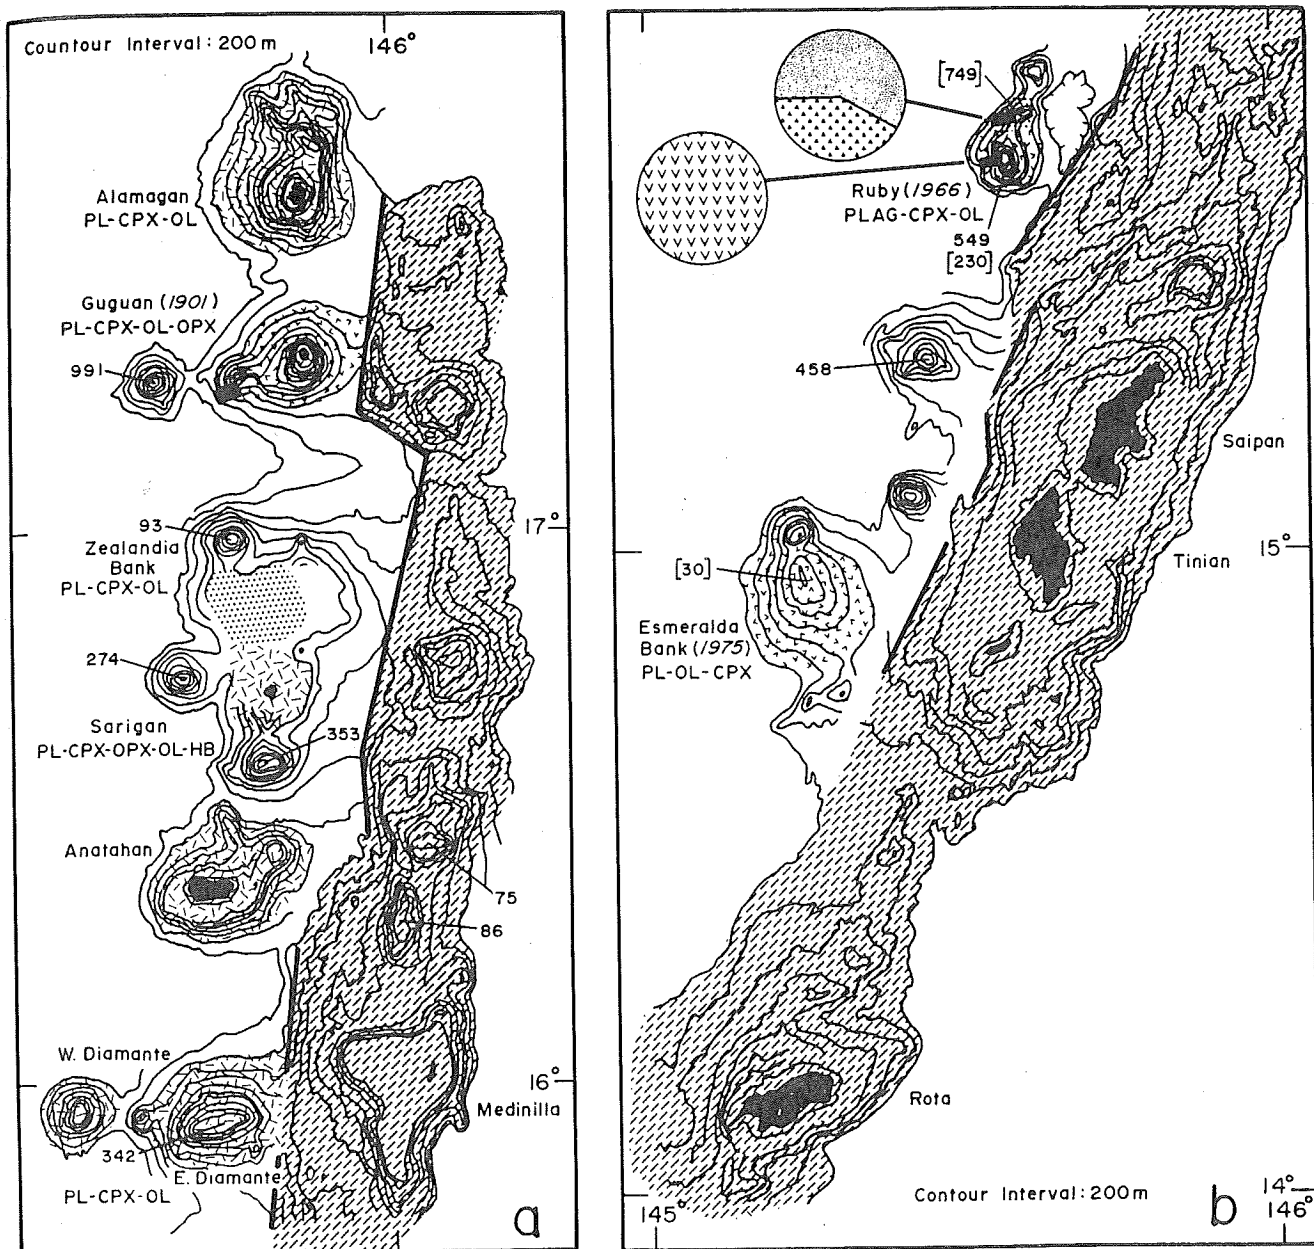 Countour Interval: 200m
146°
Alamagan
PL-CPX-OL
Guguan (1901)
PL-CPX-OL-OPX
991
93
Zealandia
Bank
PL-CPX-OL
17°
274
Sarigan
PL-CPX-OPX-OL-HB
353
Anatahan
75
86
W. Diamante
16°
Medinilla
342
E. Diamante
PL-CPX-OL
a
[749]
Ruby (1966)
PLAG-CPX-OL
549
[230]
458
Saipan
15°
[30]
Tinian
Esmeralda
Bank (1975)
PL-OL-CPX
Rota
Contour Interval: 200m
b
14°
145°
146°